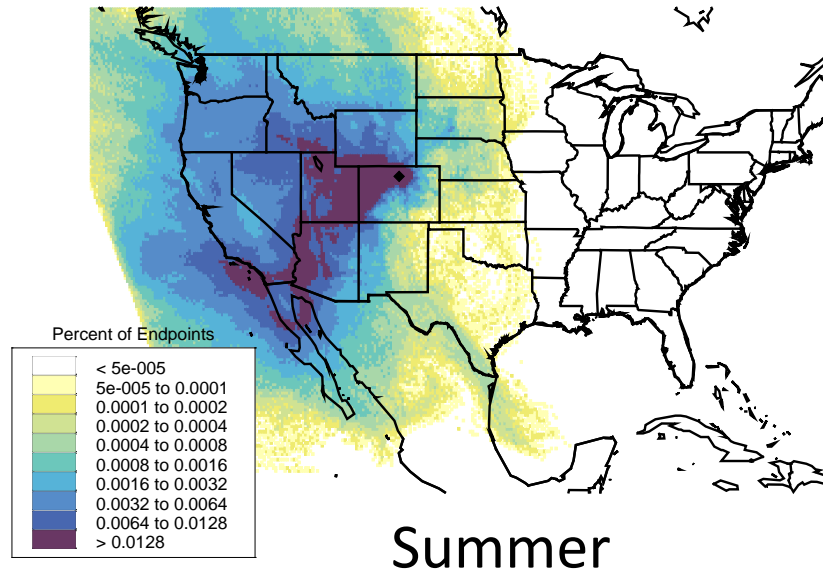 Percent of Endpoints
< 5e-005
5e-005 to 0.0001
0.0001 to 0.0002
0.0002 to 0.0004
0.0004 to 0.0008
0.0008 to 0.0016
0.0016 to 0.0032
0.0032 to 0.0064
0.0064 to 0.0128
> 0.0128
Summer